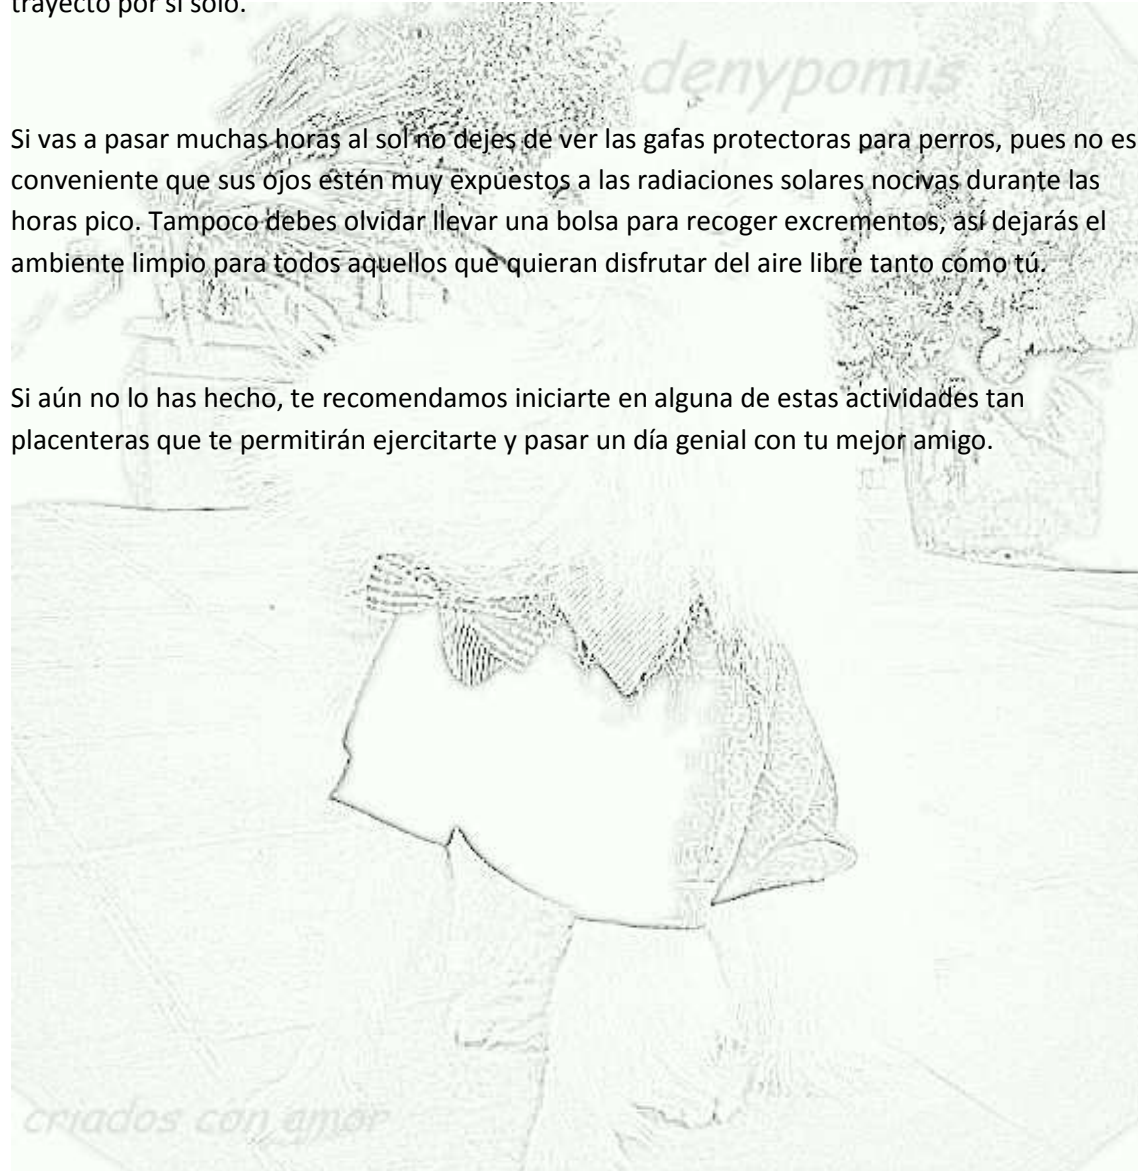 trayecto por sí solo.
denypomis
Si vas a pasar muchas horas al sol no dejes de ver las gafas protectoras para perros, pues no es
conveniente que sus ojos estén muy expuestos a las radiaciones solares nocivas durante las
horas pico. Tampoco debes olvidar llevar una bolsa para recoger excrementos, así dejarás el
ambiente limpio para todos aquellos que quieran disfrutar del aire libre tanto como tú.
Si aún no lo has hecho, te recomendamos iniciarte en alguna de estas actividades tan
placenteras que te permitirán ejercitarte y pasar un día genial con tu mejor amigo.
criados con amor